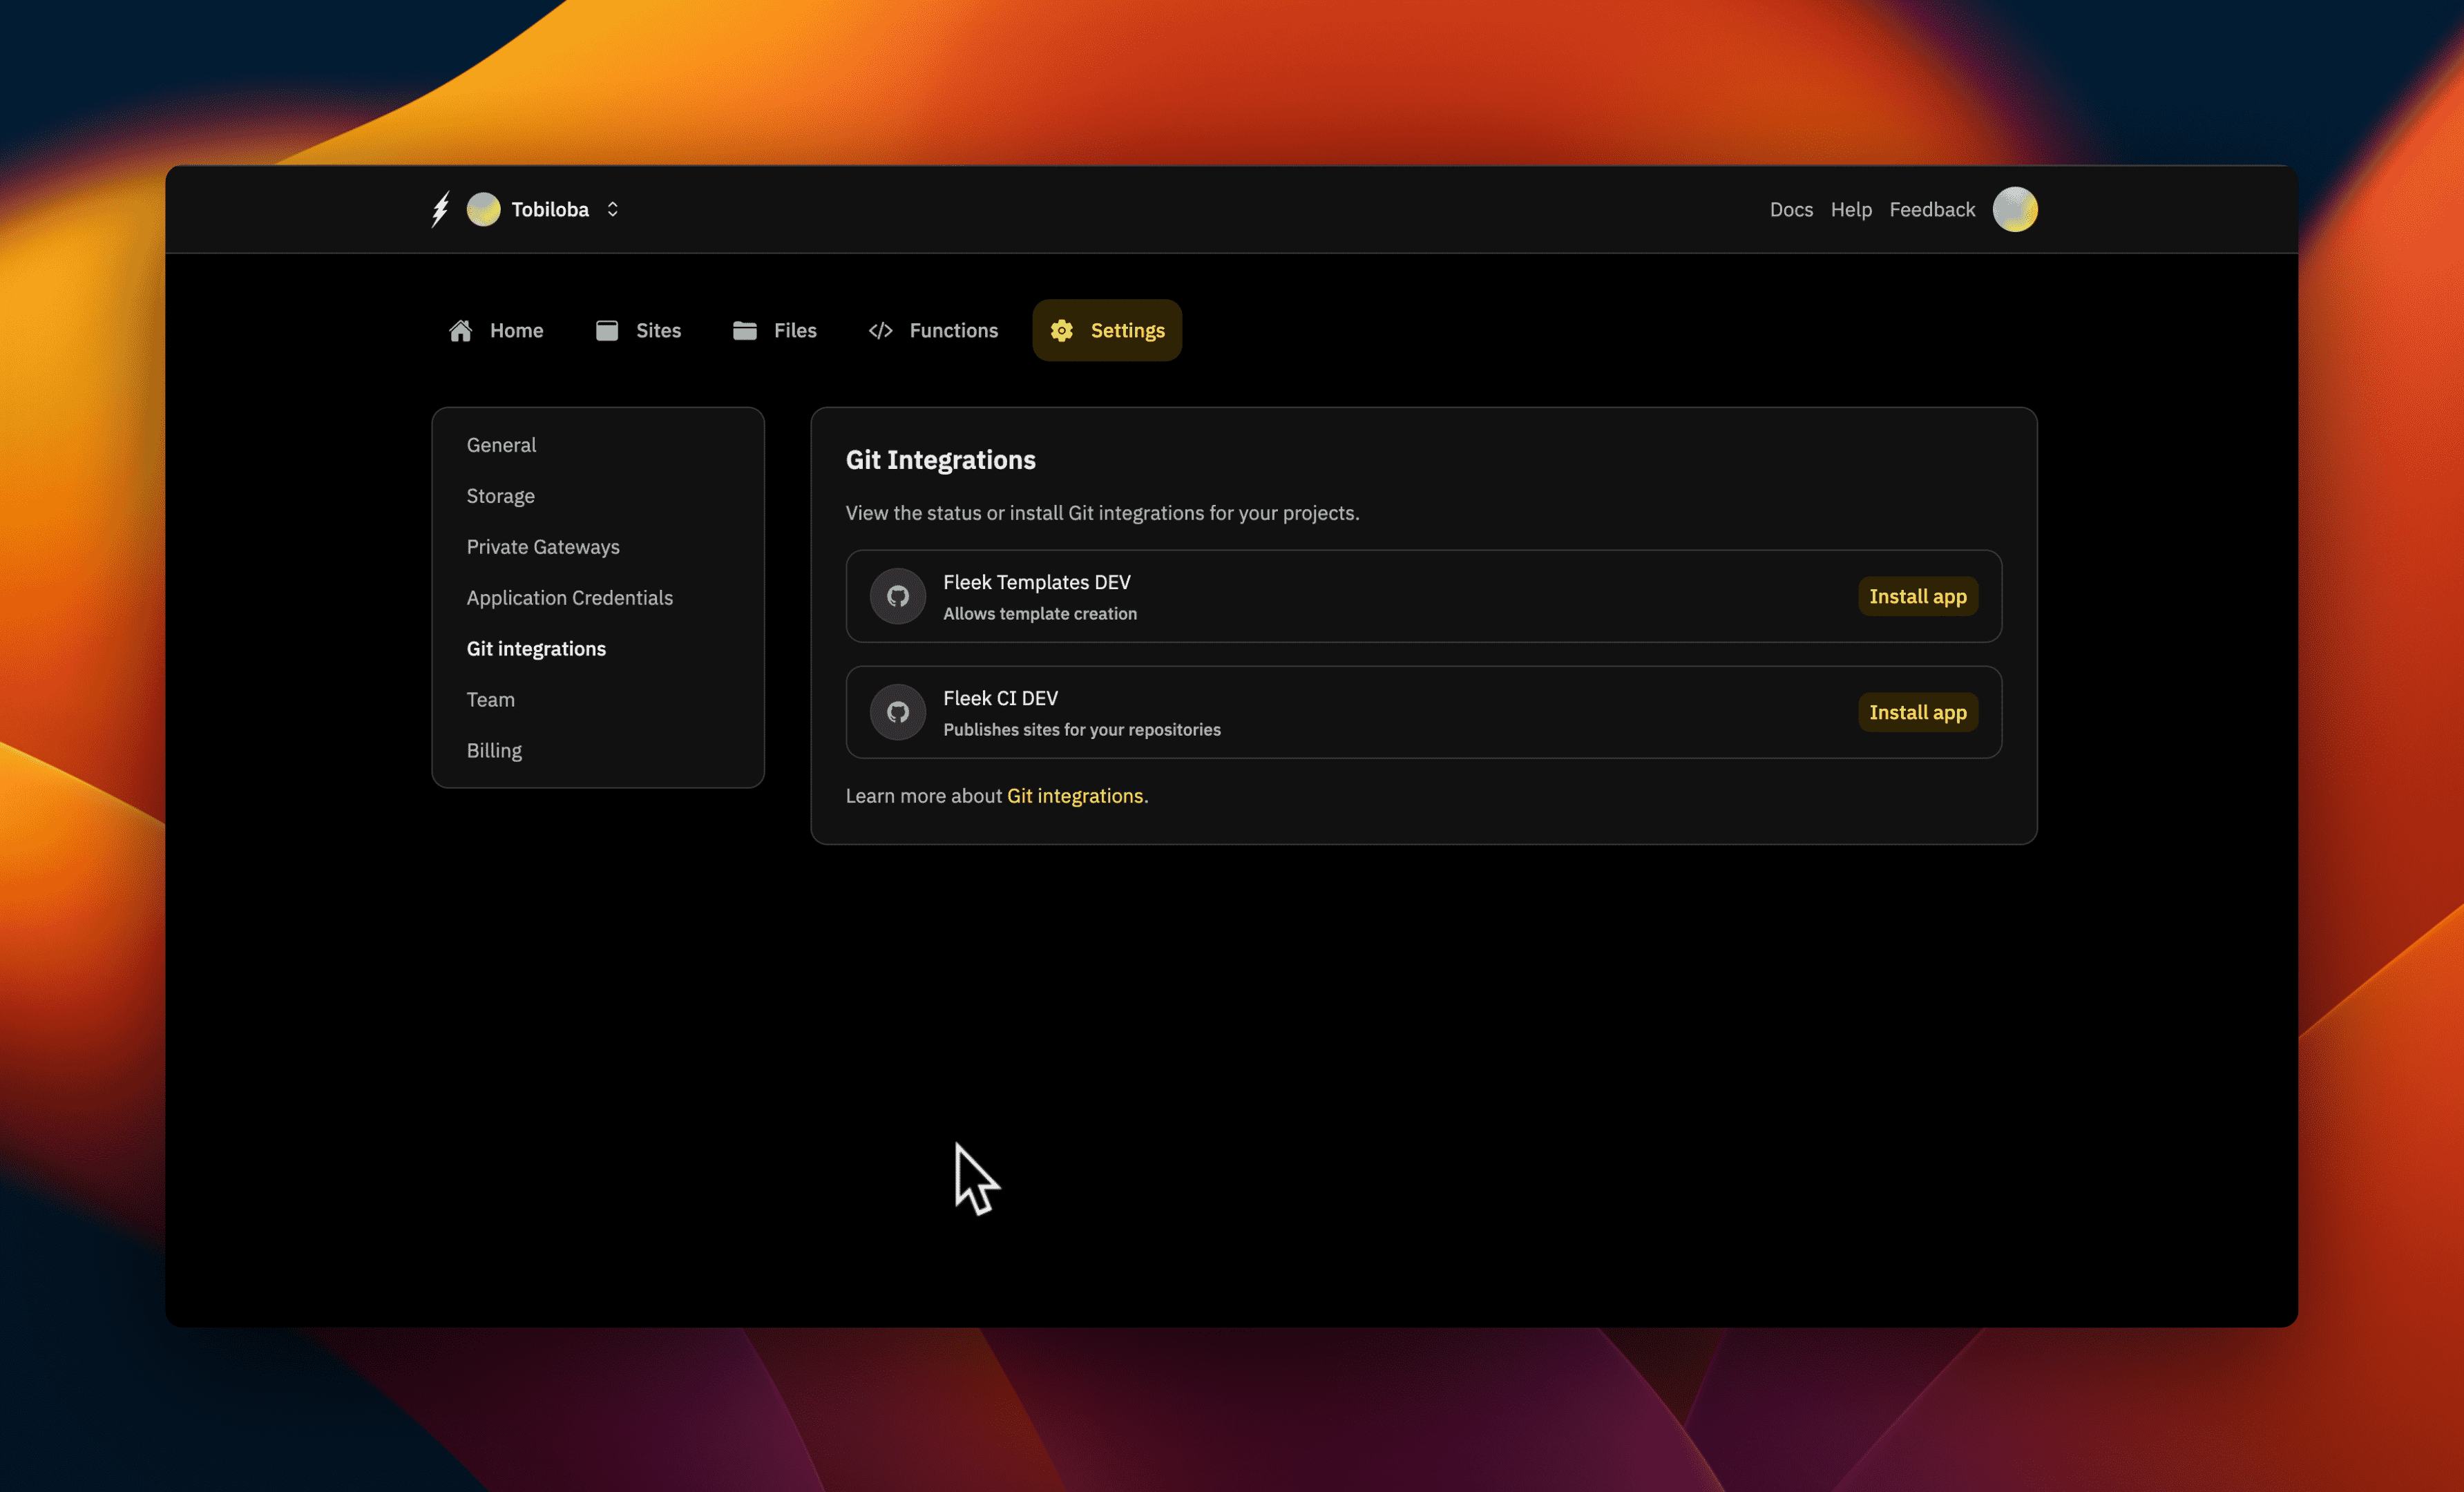 Tobiloba
Docs Help Feedback
Home Sites Files Functions Settings
General
Storage
Private Gateways
Application Credentials
Git integrations
Team
Billing
Git Integrations
View the status or install Git integrations for your projects.
Fleek Templates DEV
Allows template creation
Install app
Fleek CI DEV
Publishes sites for your repositories
Install app
Learn more about Git integrations.